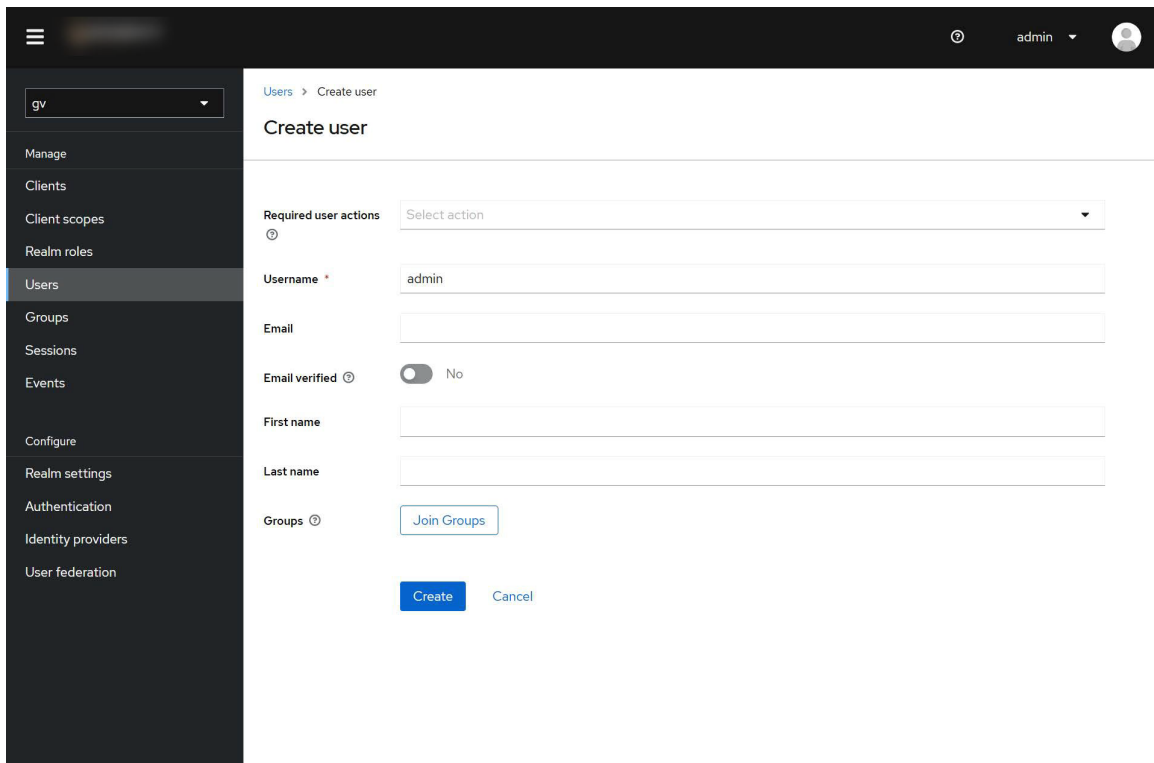 admin
gv
Users > Create user
Create user
Manage
Clients
Client scopes
Realm roles
Users
Groups
Sessions
Events
Configure
Realm settings
Authentication
Identity providers
User federation
Required user actions
Select action
Username *
admin
Email
Email verified
No
First name
Last name
Groups
Join Groups
Create
Cancel